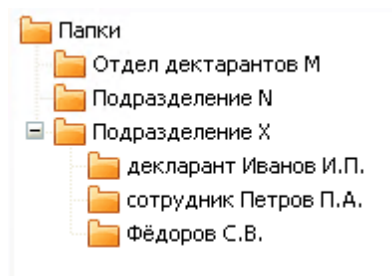 Папки
Отдел дектарантов М
Подразделение N
Подразделение X
декларант Иванов И.П.
сотрудник Петров П.А.
Фёдоров С.В.